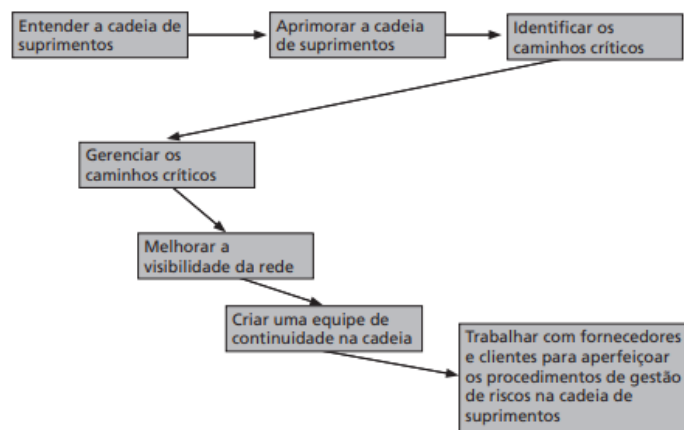 Entender a cadeia de
suprimentos
Aprimorar a cadeia
de suprimentos
Identificar os
caminhos críticos
Gerenciar os
caminhos críticos
Melhorar a
visibilidade da rede
Criar uma equipe de
continuidade na cadeia
Trabalhar com fornecedores
e clientes para aperfeiçoar
os procedimentos de gestão
de riscos na cadeia de
suprimentos